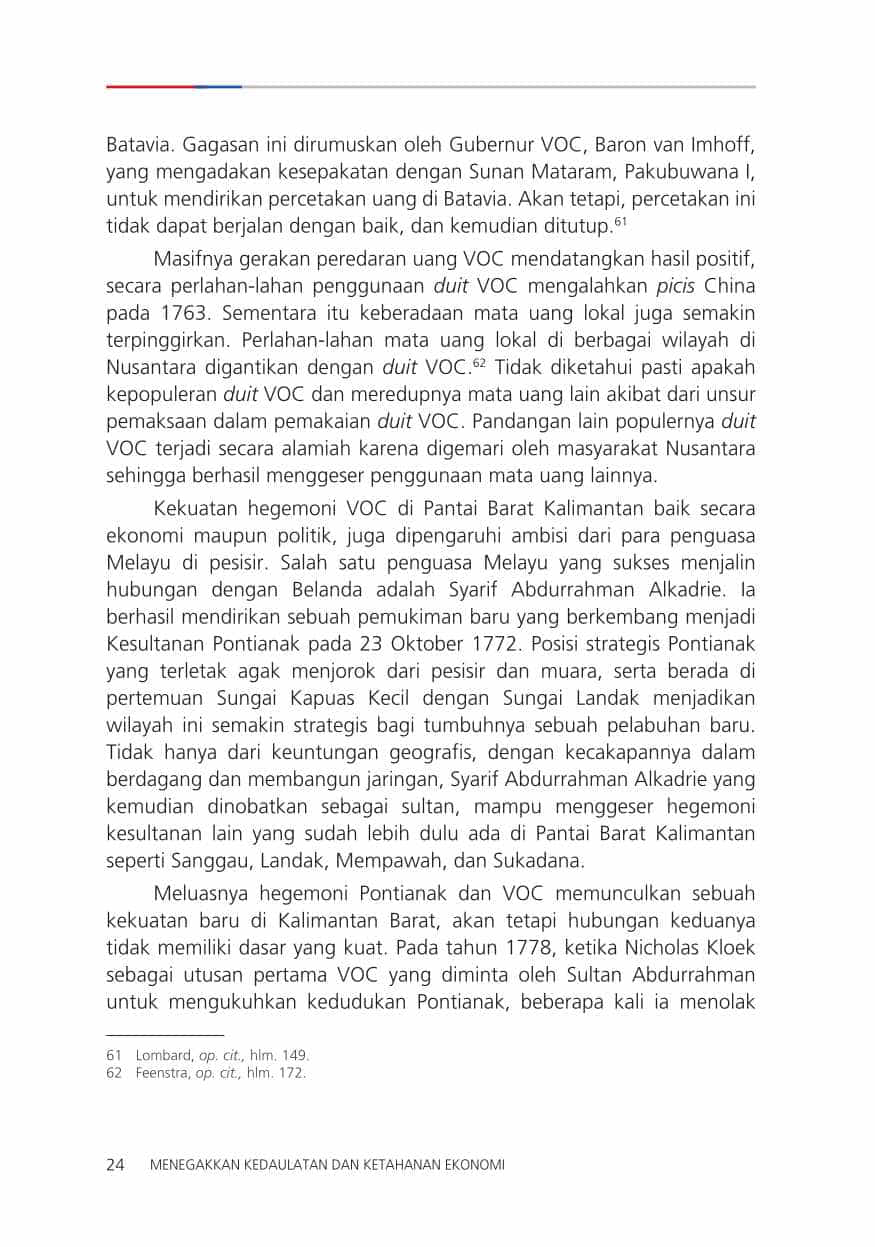 Batavia. Gagasan ini dirumuskan oleh Gubernur VOC, Baron van Imhoff,
yang mengadakan kesepakatan dengan Sunan Mataram, Pakubuwana I,
untuk mendirikan percetakan uang di Batavia. Akan tetapi, percetakan ini
tidak dapat berjalan dengan baik, dan kemudian ditutup.61
Masifnya gerakan peredaran uang VOC mendatangkan hasil positif,
secara perlahan-lahan penggunaan duit VOC mengalahkan picis China
pada 1763. Sementara itu keberadaan mata uang lokal juga semakin
terpinggirkan. Perlahan-lahan mata uang lokal di berbagai wilayah di
Nusantara digantikan dengan duit VOC.62 Tidak diketahui pasti apakah
kepopuleran duit VOC dan meredupnya mata uang lain akibat dari unsur
pemaksaan dalam pemakaian duit VOC. Pandangan lain populernya duit
VOC terjadi secara alamiah karena digemari oleh masyarakat Nusantara
sehingga berhasil menggeser penggunaan mata uang lainnya.
Kekuatan hegemoni VOC di Pantai Barat Kalimantan baik secara
ekonomi maupun politik, juga dipengaruhi ambisi dari para penguasa
Melayu di pesisir. Salah satu penguasa Melayu yang sukses menjalin
hubungan dengan Belanda adalah Syarif Abdurrahman Alkadrie. Ia
berhasil mendirikan sebuah pemukiman baru yang berkembang menjadi
Kesultanan Pontianak pada 23 Oktober 1772. Posisi strategis Pontianak
yang terletak agak menjorok dari pesisir dan muara, serta berada di
pertemuan Sungai Kapuas Kecil dengan Sungai Landak menjadikan
wilayah ini semakin strategis bagi tumbuhnya sebuah pelabuhan baru.
Tidak hanya dari keuntungan geografis, dengan kecakapannya dalam
berdagang dan membangun jaringan, Syarif Abdurrahman Alkadrie yang
kemudian dinobatkan sebagai sultan, mampu menggeser hegemoni
kesultanan lain yang sudah lebih dulu ada di Pantai Barat Kalimantan
seperti Sanggau, Landak, Mempawah, dan Sukadana.
Meluasnya hegemoni Pontianak dan VOC memunculkan sebuah
kekuatan baru di Kalimantan Barat, akan tetapi hubungan keduanya
tidak memiliki dasar yang kuat. Pada tahun 1778, ketika Nicholas Kloek
sebagai utusan pertama VOC yang diminta oleh Sultan Abdurrahman
untuk mengukuhkan kedudukan Pontianak, beberapa kali ia menolak
61 Lombard, op. cit., hlm. 149.
62 Feenstra, op. cit., hlm. 172.
24 MENEGAKKAN KEDAULATAN DAN KETAHANAN EKONOMI